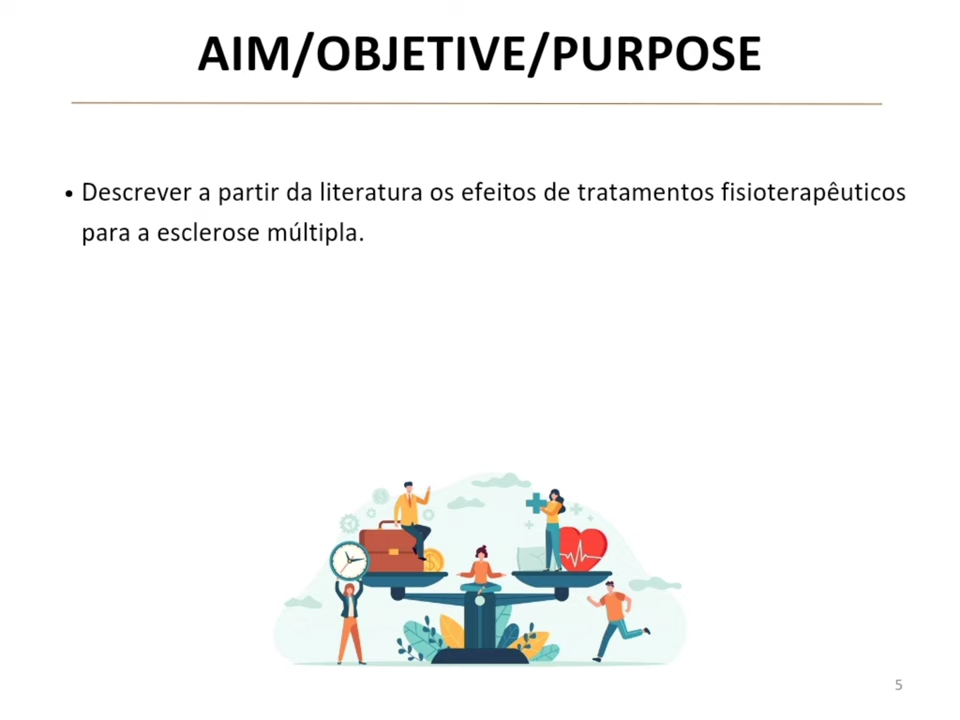 AIM/OBJETIVE/PURPOSE
• Descrever a partir da literatura os efeitos de tratamentos fisioterapêuticos
para a esclerose múltipla.
5